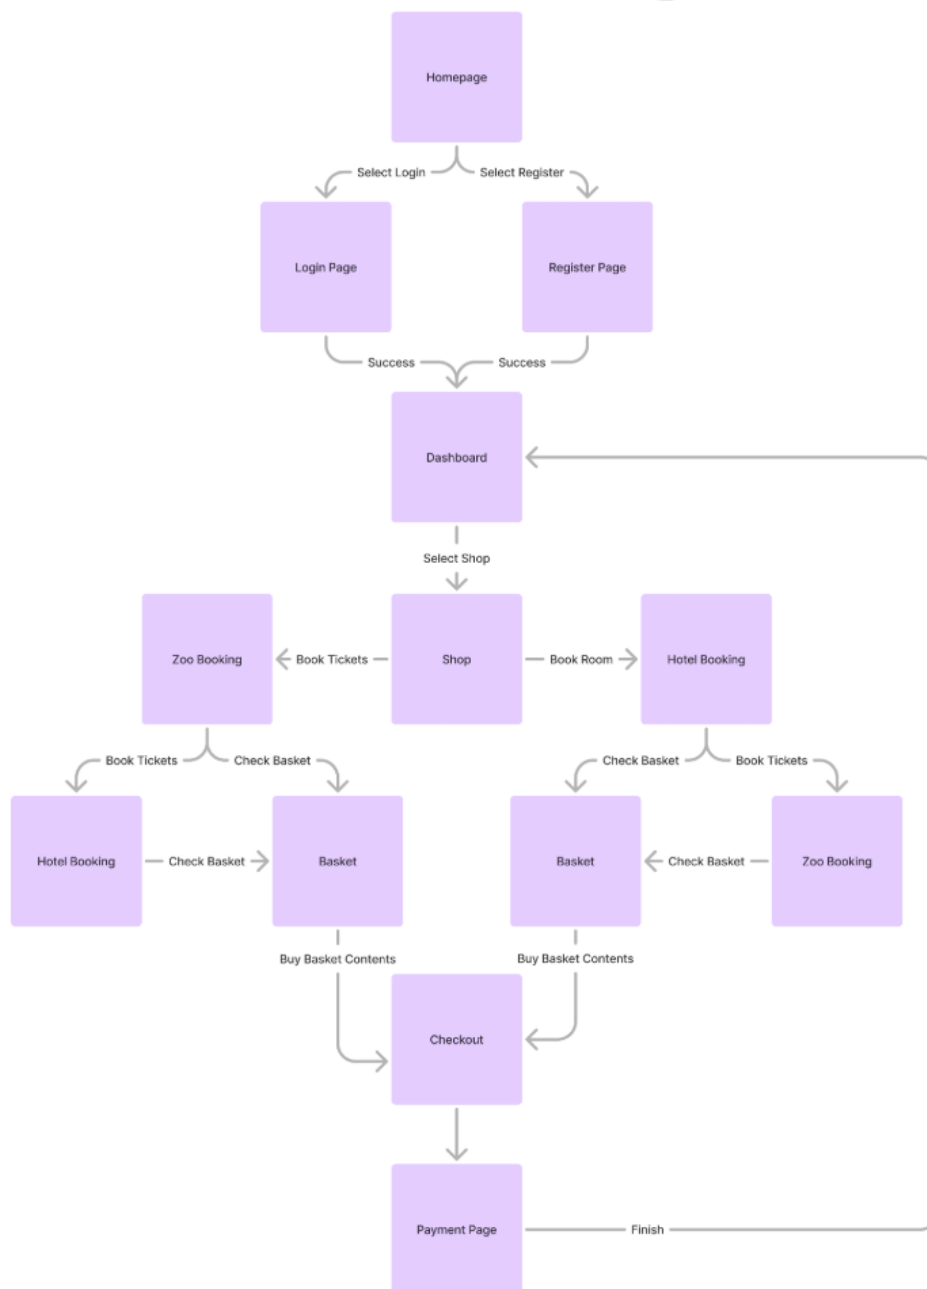 Homepage
Select Login
Select Register
Login Page
Register Page
Success
Success
Dashboard
Select Shop
Zoo Booking
Book Tickets
Shop
Book Room
Hotel Booking
Book Tickets
Check Basket
Check Basket
Book Tickets
Hotel Booking
Check Basket
Basket
Basket
Check Basket
Zoo Booking
Buy Basket Contents
Buy Basket Contents
Checkout
Payment Page
Finish